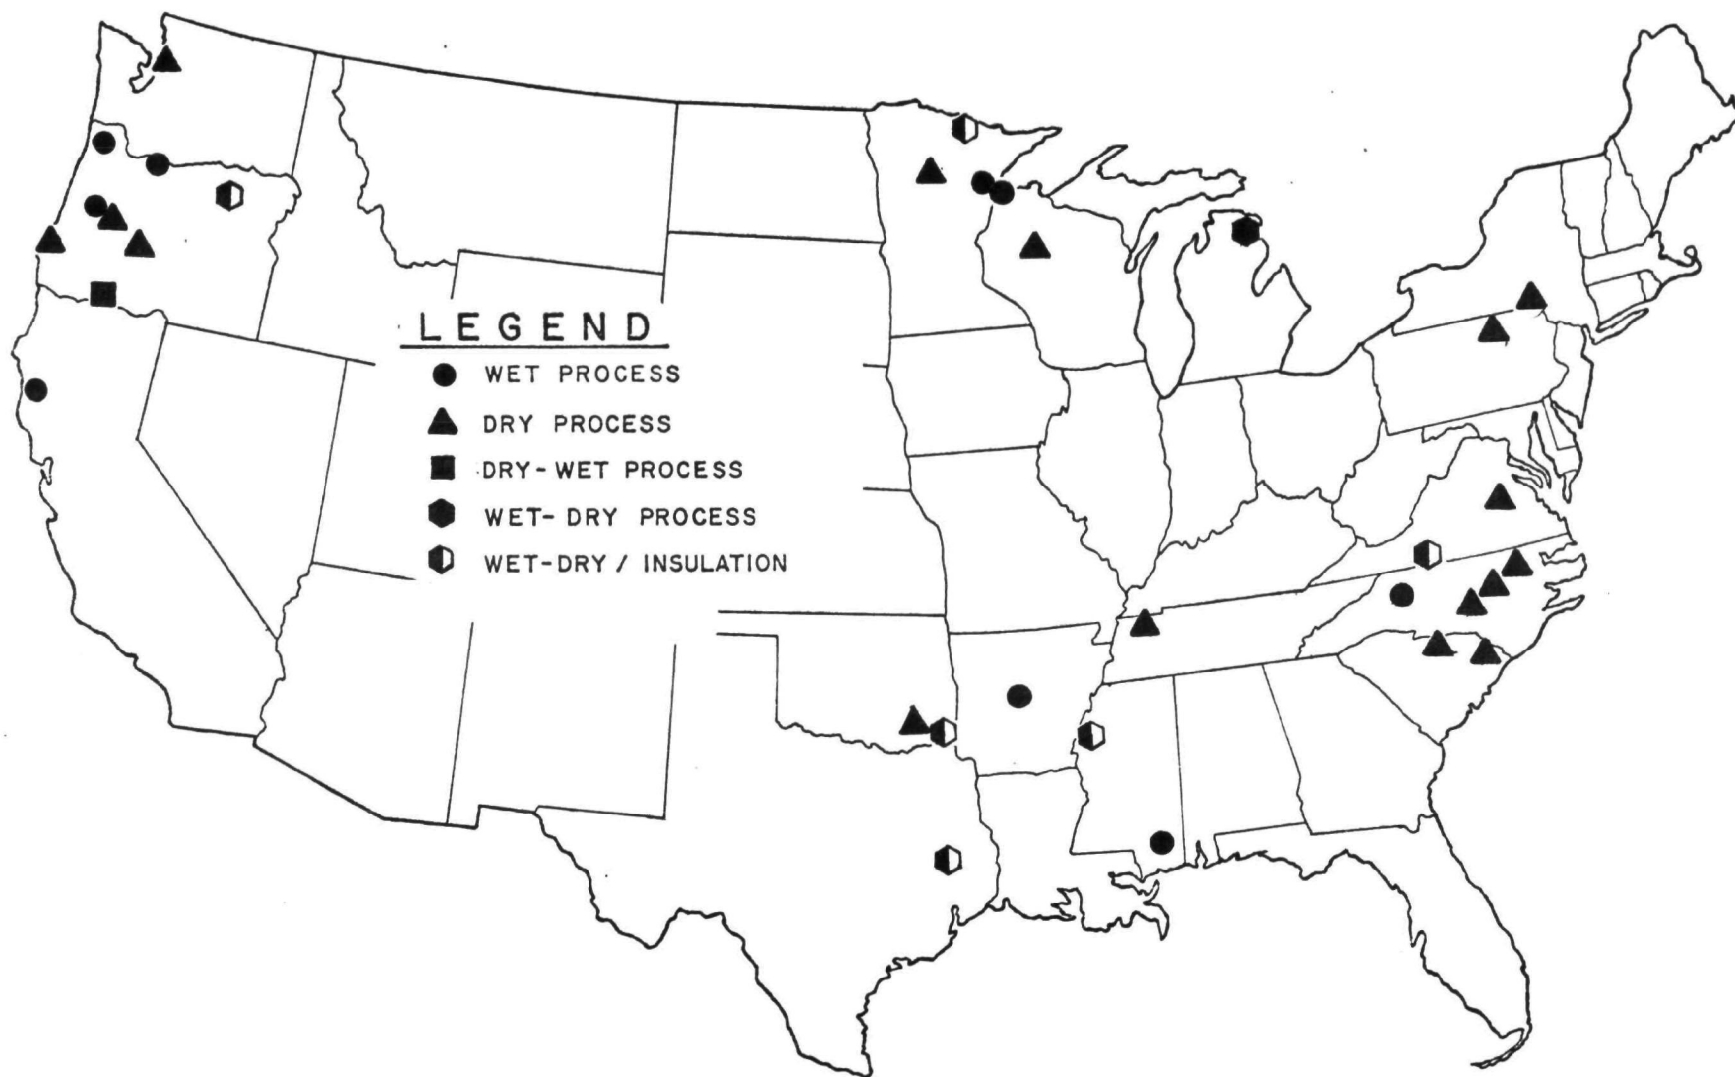 LEGEND
WET PROCESS
DRY PROCESS
DRY-WET PROCESS
WET-DRY PROCESS
WET-DRY / INSULATION